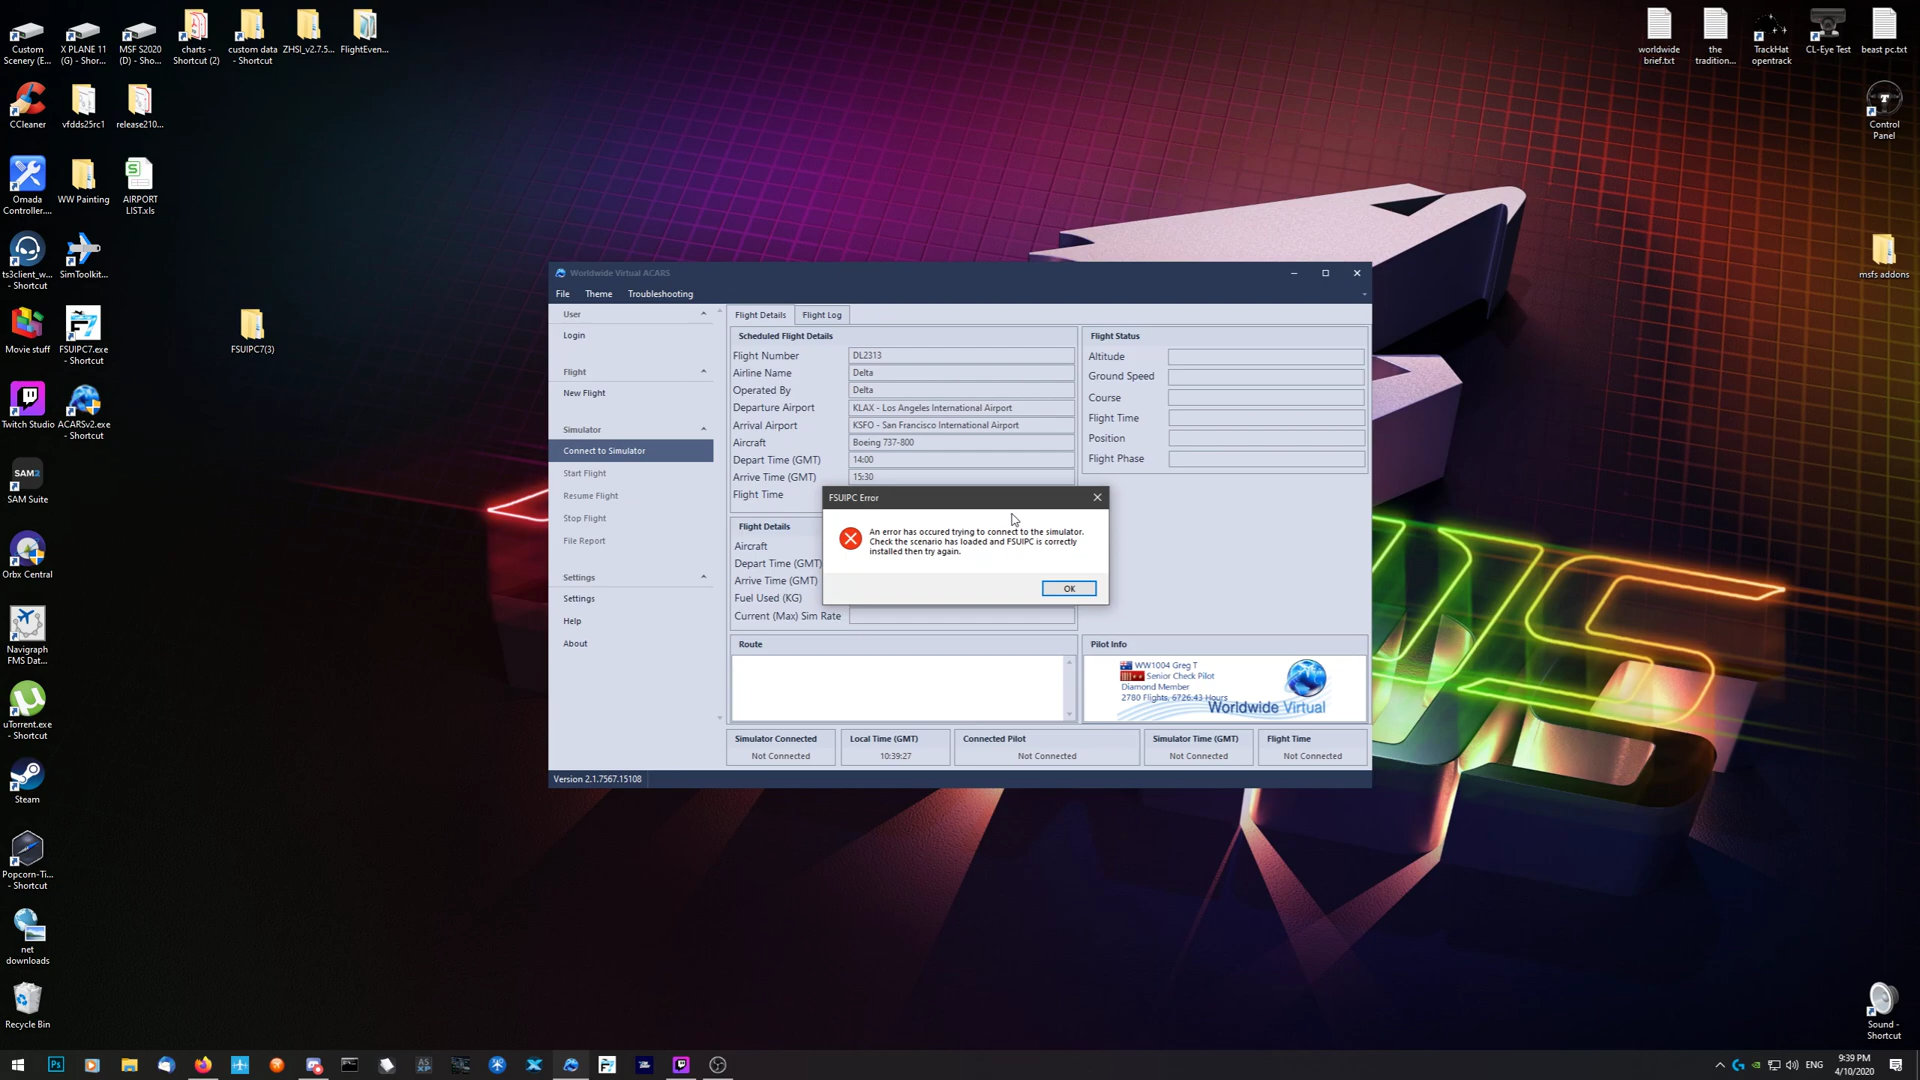 Custom
Scenery (E...
X PLANE 11
(G) - Shor...
MSF S2020
(D) - Sho...
charts -
Shortcut (2)
custom data
- Shortcut
ZHSI_v2.7.5...
FlightEven...
worldwide
brief.txt
the
tradition...
TrackHat
opentrack
CL-Eye Test
beast pc.txt
CCleaner
vfdds25rc1
release210...
Control
Panel
Omada
Controller....
WW Painting
AIRPORT
LIST.xls
ts3client_w...
- Shortcut
SimToolkit...
msfs addons
Movie stuff
FSUIPC7.exe
- Shortcut
FSUIPC7(3)
Twitch Studio
ACARSv2.exe
- Shortcut
SAM2
SAM Suite
Orbx Central
Navigraph
FMS Dat...
uTorrent.exe
- Shortcut
Steam
Popcorn-Ti...
- Shortcut
net
downloads
Recycle Bin
Sound -
Shortcut
Worldwide Virtual ACARS
File Theme Troubleshooting
User
Login
Flight
New Flight
Simulator
Connect to Simulator
Start Flight
Resume Flight
Stop Flight
File Report
Settings
Settings
Help
About
Flight Details Flight Log
Scheduled Flight Details
Flight Number DL2313
Airline Name Delta
Operated By Delta
Departure Airport KLAX - Los Angeles International Airport
Arrival Airport KSFO - San Francisco International Airport
Aircraft Boeing 737-800
Depart Time (GMT) 14:00
Arrive Time (GMT) 15:30
Flight Time
Flight Status
Altitude
Ground Speed
Course
Flight Time
Position
Flight Phase
Flight Details
Aircraft
Depart Time (GMT)
Arrive Time (GMT)
Fuel Used (KG)
Current (Max) Sim Rate
FSUIPC Error
An error has occured trying to connect to the simulator.
Check the scenario has loaded and FSUIPC is correctly
installed then try again.
OK
Route
Pilot Info
WW1004 Greg T
Senior Check Pilot
Diamond Member
2780 Flights, 6726.43 Hours
Worldwide Virtual
Simulator Connected Local Time (GMT) Connected Pilot Simulator Time (GMT) Flight Time
Not Connected 10:39:27 Not Connected Not Connected Not Connected
Version 2.1.7567.15108
Ps
ENG
9:39 PM
4/10/2020